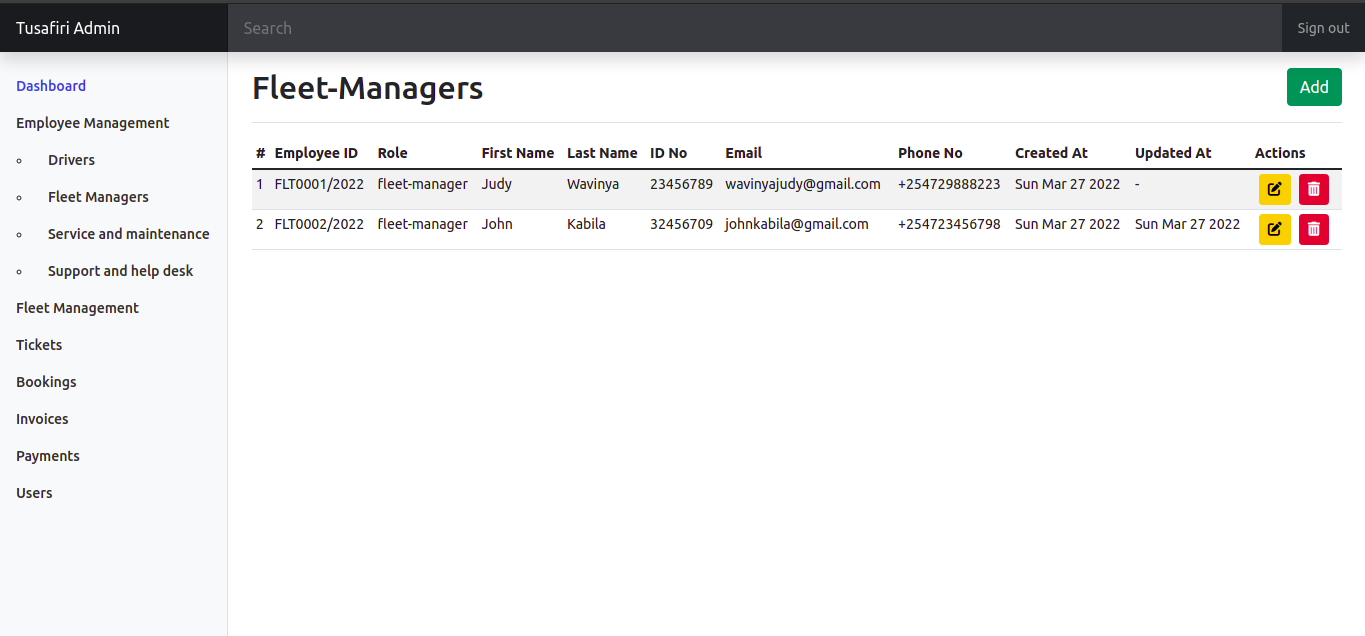 Tusafiri Admin Search Sign out
Dashboard
Employee Management
Drivers
Fleet Managers
Service and maintenance
Support and help desk
Fleet Management
Tickets
Bookings
Invoices
Payments
Users
Fleet-Managers Add
# Employee ID Role First Name Last Name ID No Email Phone No Created At Updated At Actions
1 FLT0001/2022 fleet-manager Judy Wavinya 23456789 wavinyajudy@gmail.com +254729888223 Sun Mar 27 2022 -
2 FLT0002/2022 fleet-manager John Kabila 32456709 johnkabila@gmail.com +254723456798 Sun Mar 27 2022 Sun Mar 27 2022